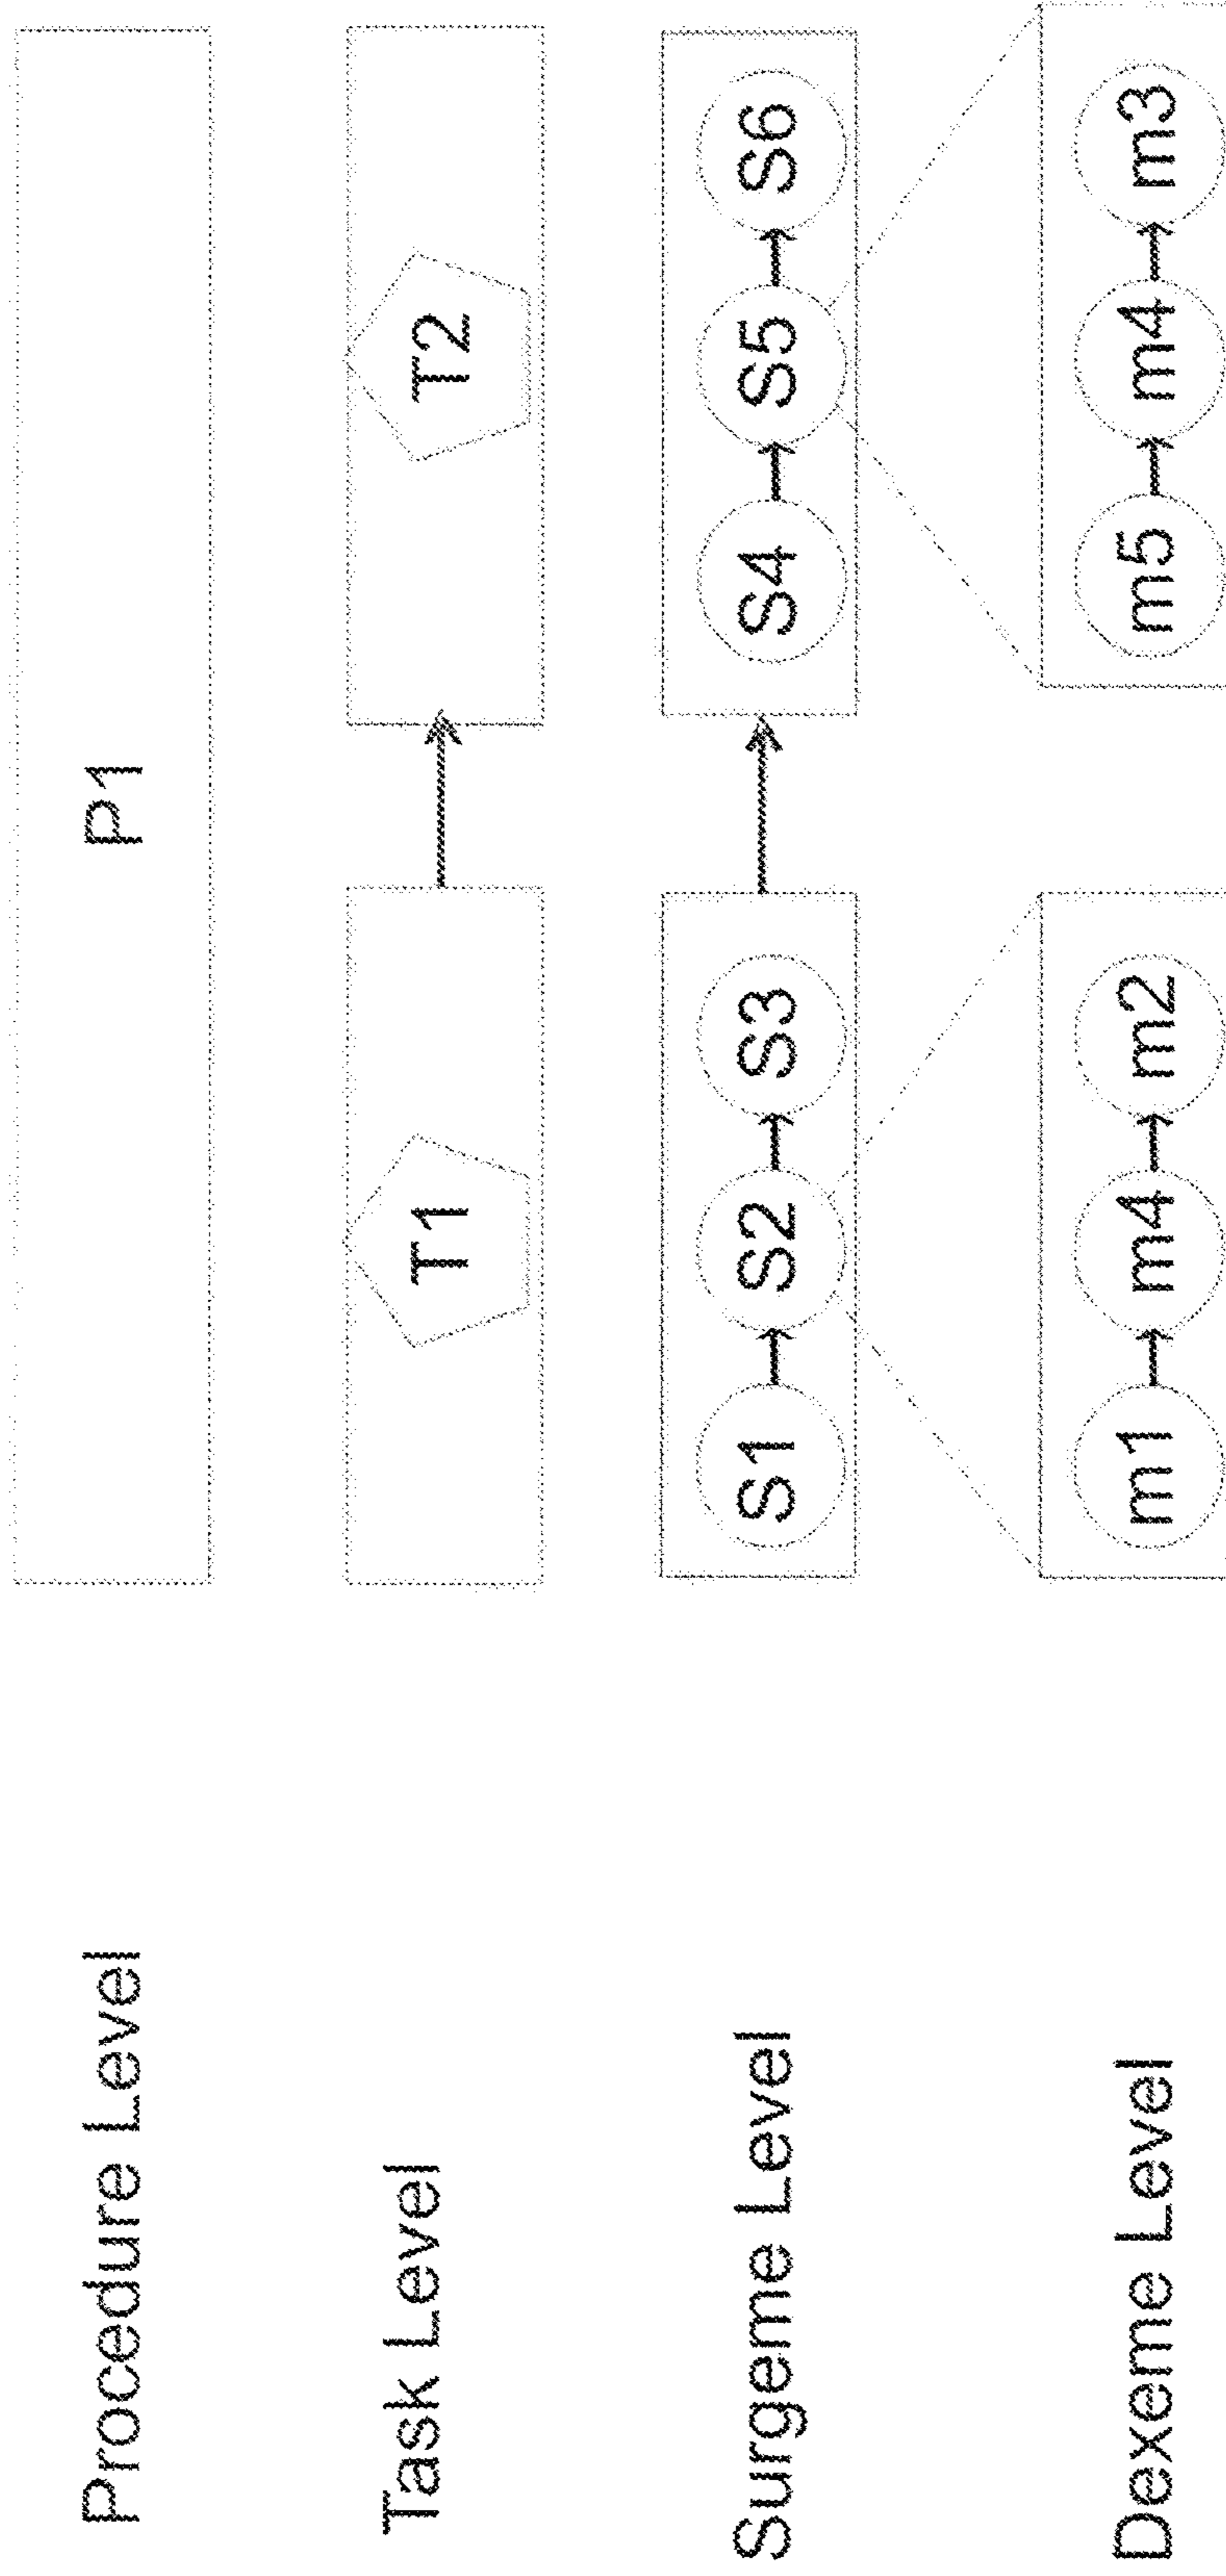 Procedure Level
P1
Task Level
T1 T2
Surgeme Level
S1 S2 S3 S4 S5 S6
Dexeme Level
m1 m4 m2 m5 m4 m3